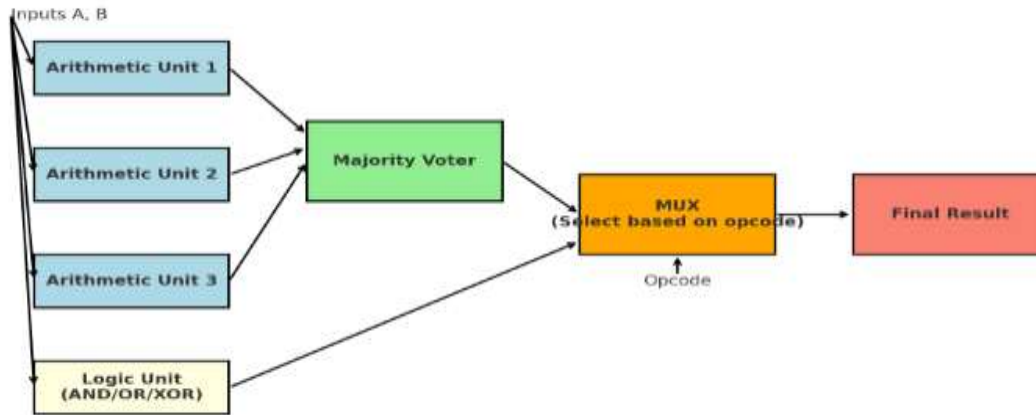 Inputs A, B
Arithmetic Unit 1
Arithmetic Unit 2
Arithmetic Unit 3
Logic Unit
(AND/OR/XOR)
Majority Voter
MUX
(Select based on opcode)
Opcode
Final Result